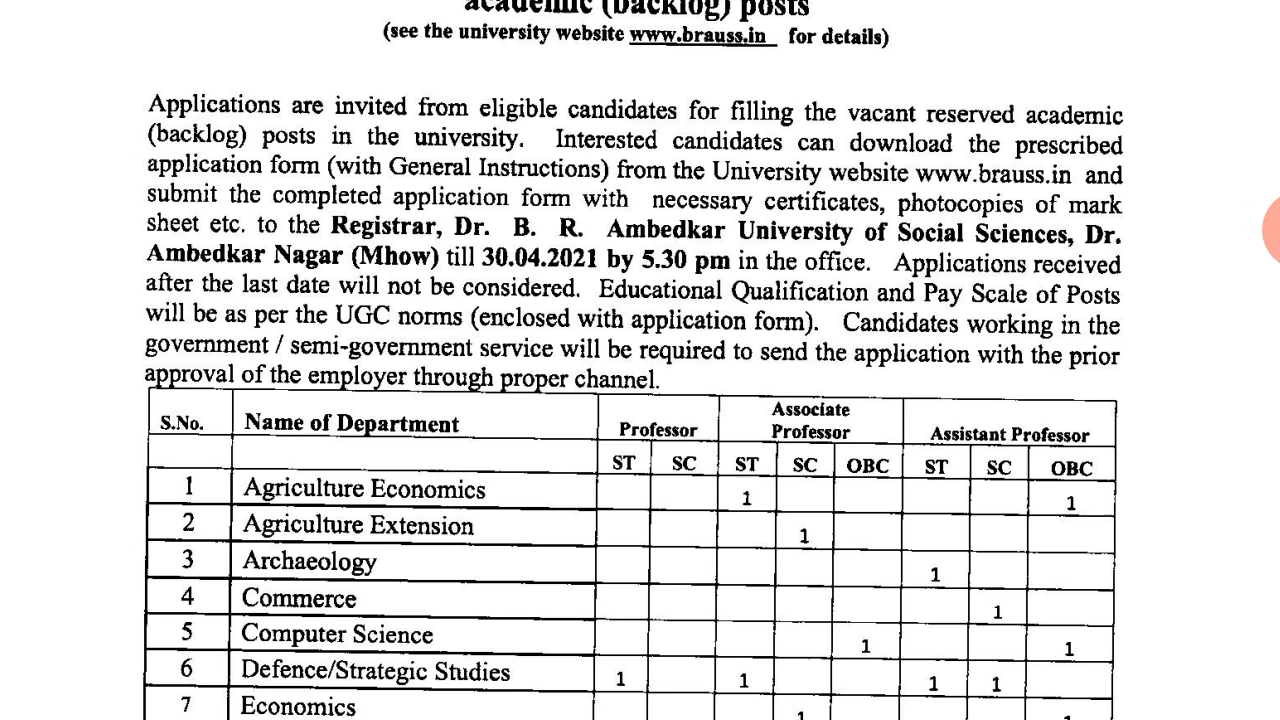 academic (backlog) posts
(see the university website www.brauss.in for details)
Applications are invited from eligible candidates for filling the vacant reserved academic
(backlog) posts in the university. Interested candidates can download the prescribed
application form (with General Instructions) from the University website www.brauss.in and
submit the completed application form with necessary certificates, photocopies of mark
sheet etc. to the Registrar, Dr. B. R. Ambedkar University of Social Sciences, Dr.
Ambedkar Nagar (Mhow) till 30.04.2021 by 5.30 pm in the office. Applications received
after the last date will not be considered. Educational Qualification and Pay Scale of Posts
will be as per the UGC norms (enclosed with application form). Candidates working in the
government / semi-government service will be required to send the application with the prior
approval of the employer through proper channel.
S.No. Name of Department Professor Associate Professor Assistant Professor
ST SC ST SC OBC ST SC OBC
1 Agriculture Economics 1 1
2 Agriculture Extension 1
3 Archaeology 1
4 Commerce 1
5 Computer Science 1 1
6 Defence/Strategic Studies 1 1 1 1
7 Economics 1 1